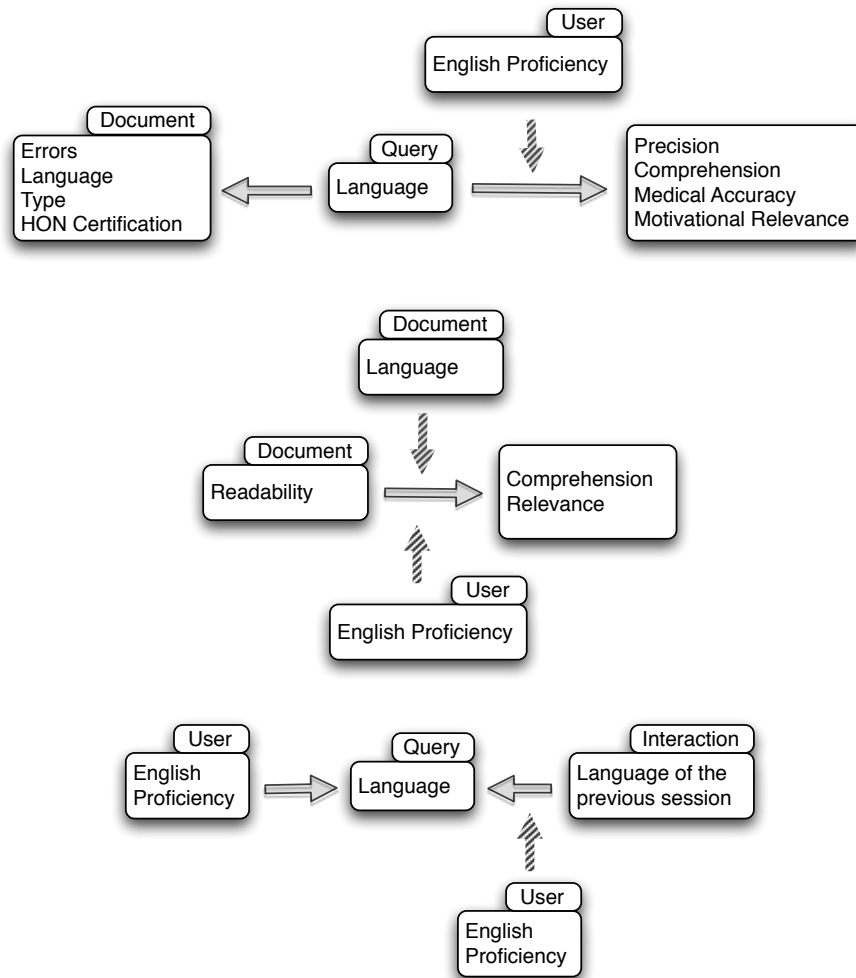 User
English Proficiency
Document
Errors
Language
Type
HON Certification
Query
Language
Precision
Comprehension
Medical Accuracy
Motivational Relevance
Document
Language
Document
Readability
Comprehension
Relevance
User
English Proficiency
User
English
Proficiency
Query
Language
Interaction
Language of the
previous session
User
English
Proficiency